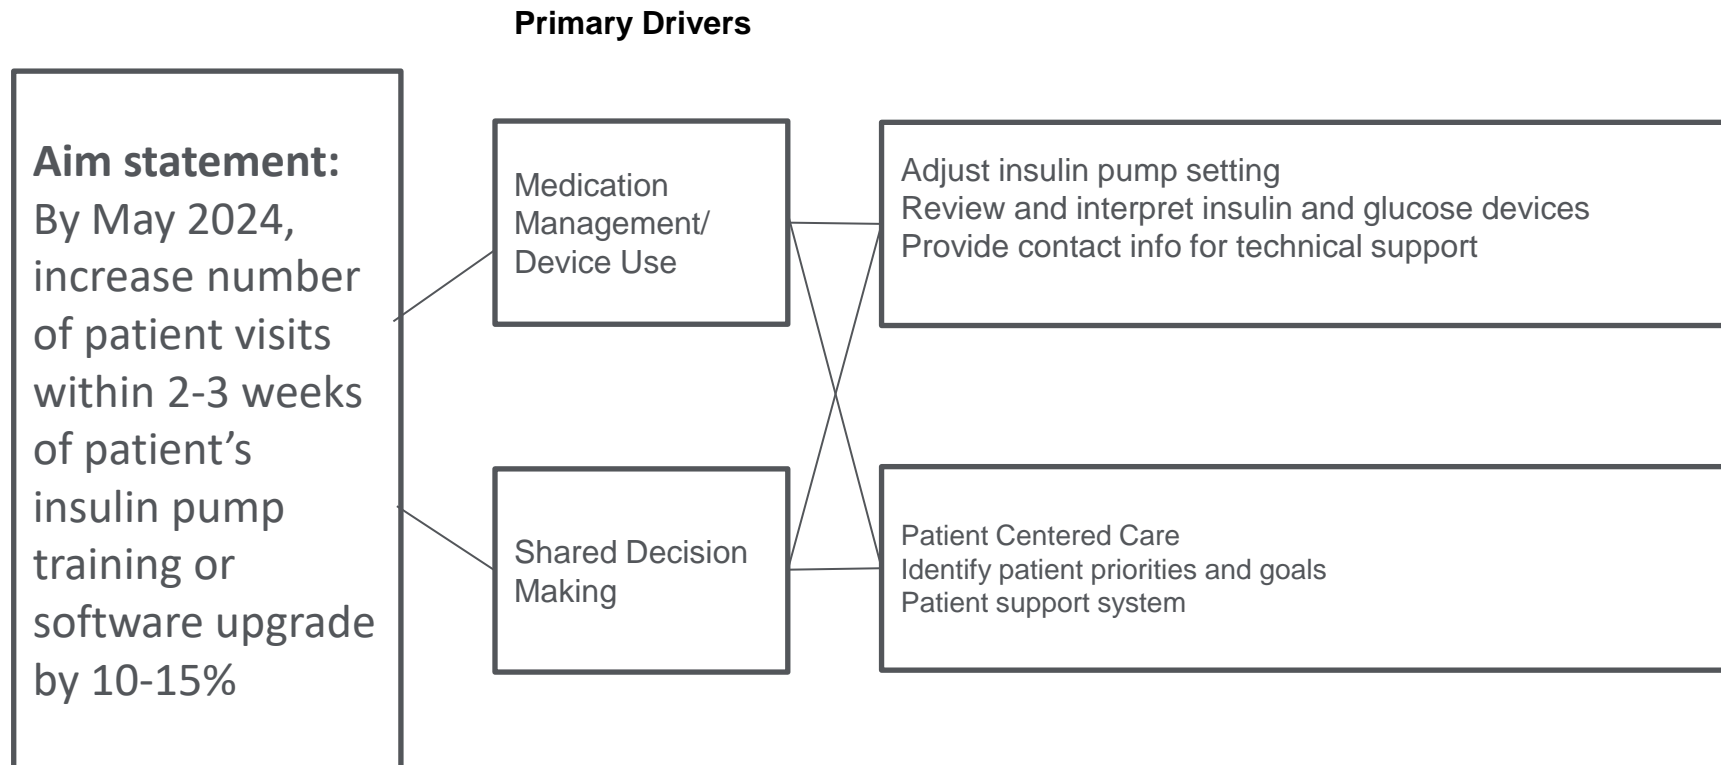 Primary Drivers
Aim statement:
By May 2024,
increase number
of patient visits
within 2-3 weeks
of patient’s
insulin pump
training or
software upgrade
by 10-15%
Medication
Management/
Device Use
Adjust insulin pump setting
Review and interpret insulin and glucose devices
Provide contact info for technical support
Shared Decision
Making
Patient Centered Care
Identify patient priorities and goals
Patient support system